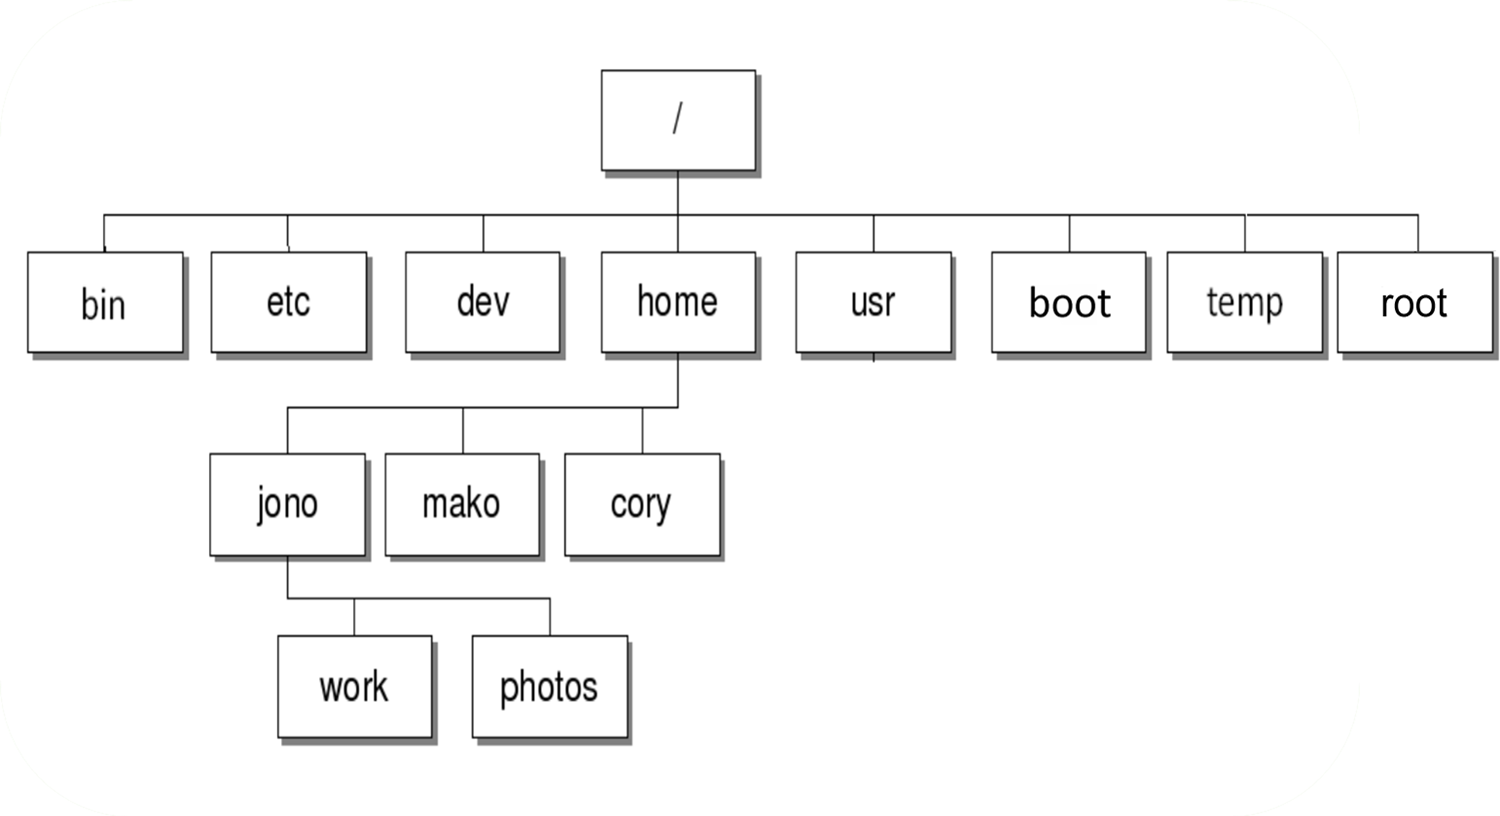 /
bin
etc
dev
home
usr
boot
temp
root
jono
mako
cory
work
photos